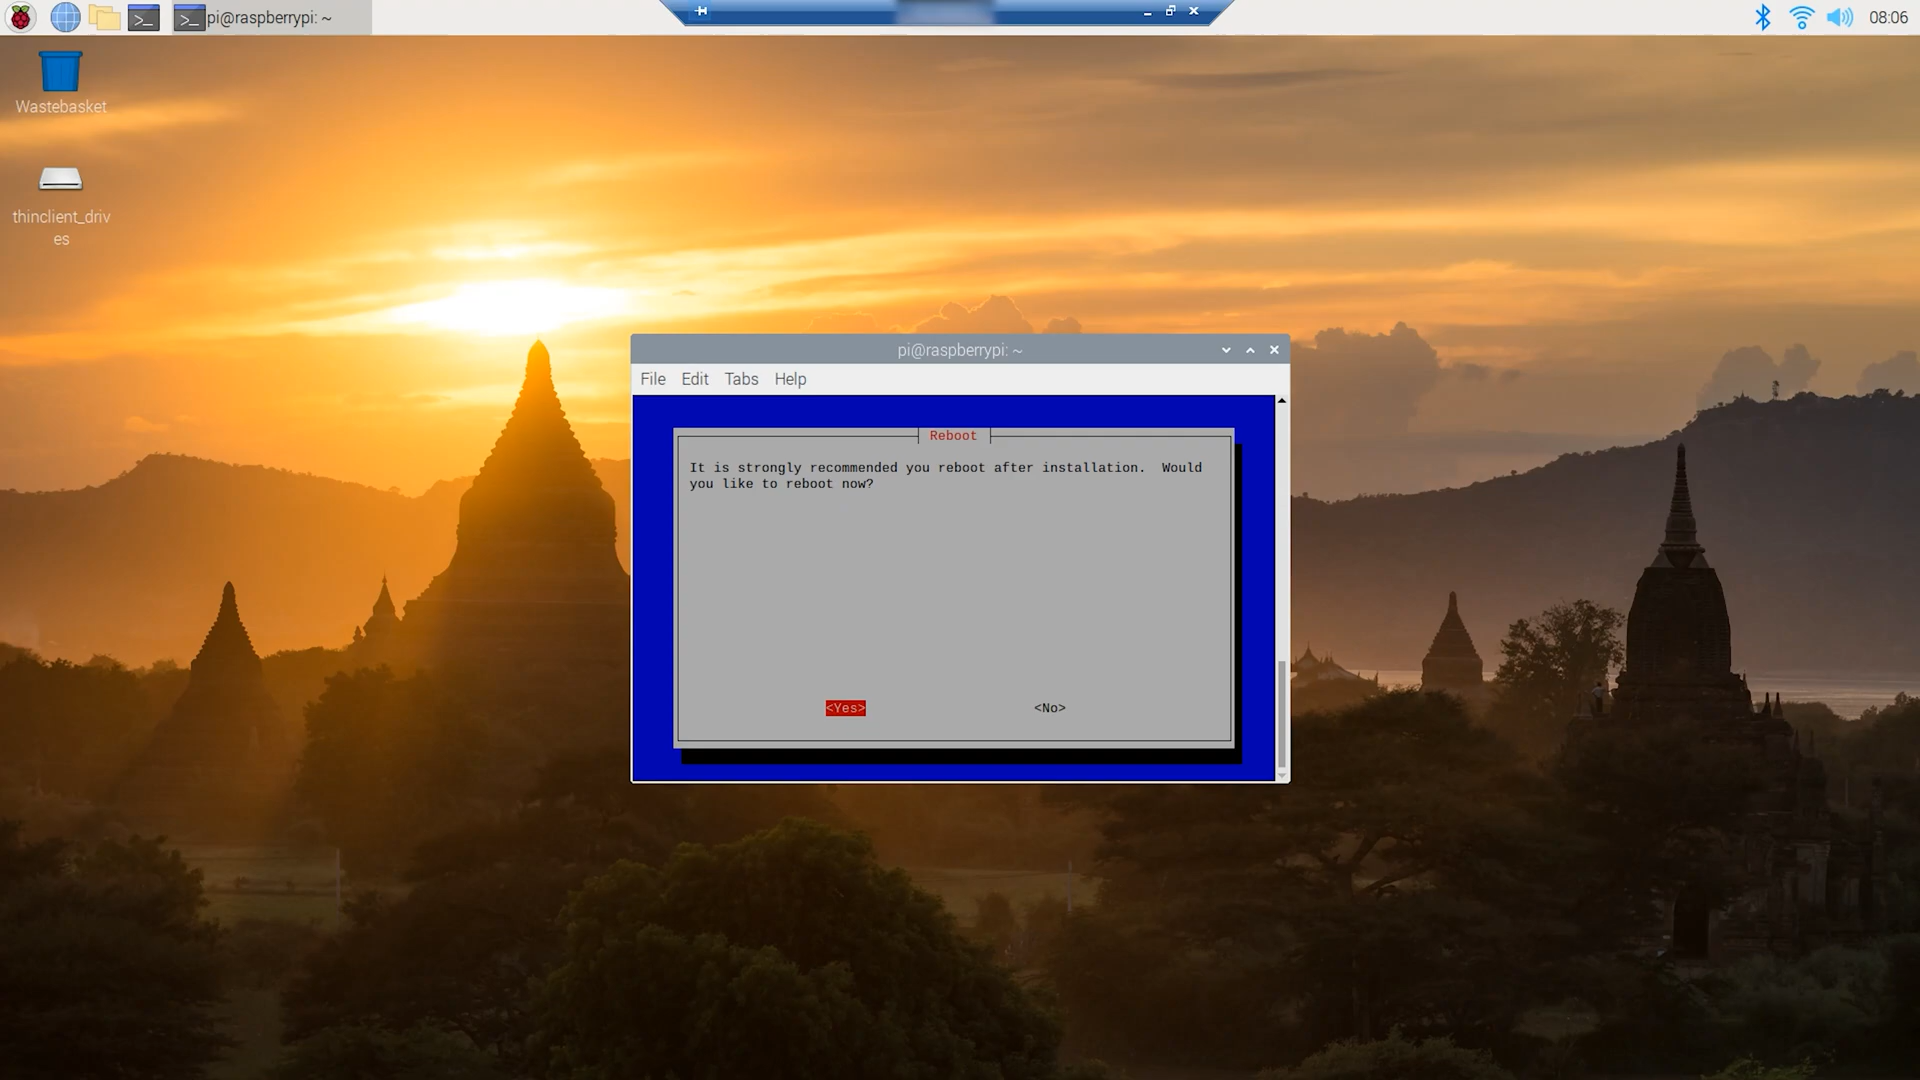 pi@raspberrypi: ~
08:06
Wastebasket
thinclient_driv
es
pi@raspberrypi: ~
File Edit Tabs Help
Reboot
It is strongly recommended you reboot after installation.  Would
you like to reboot now?
<Yes>
<No>